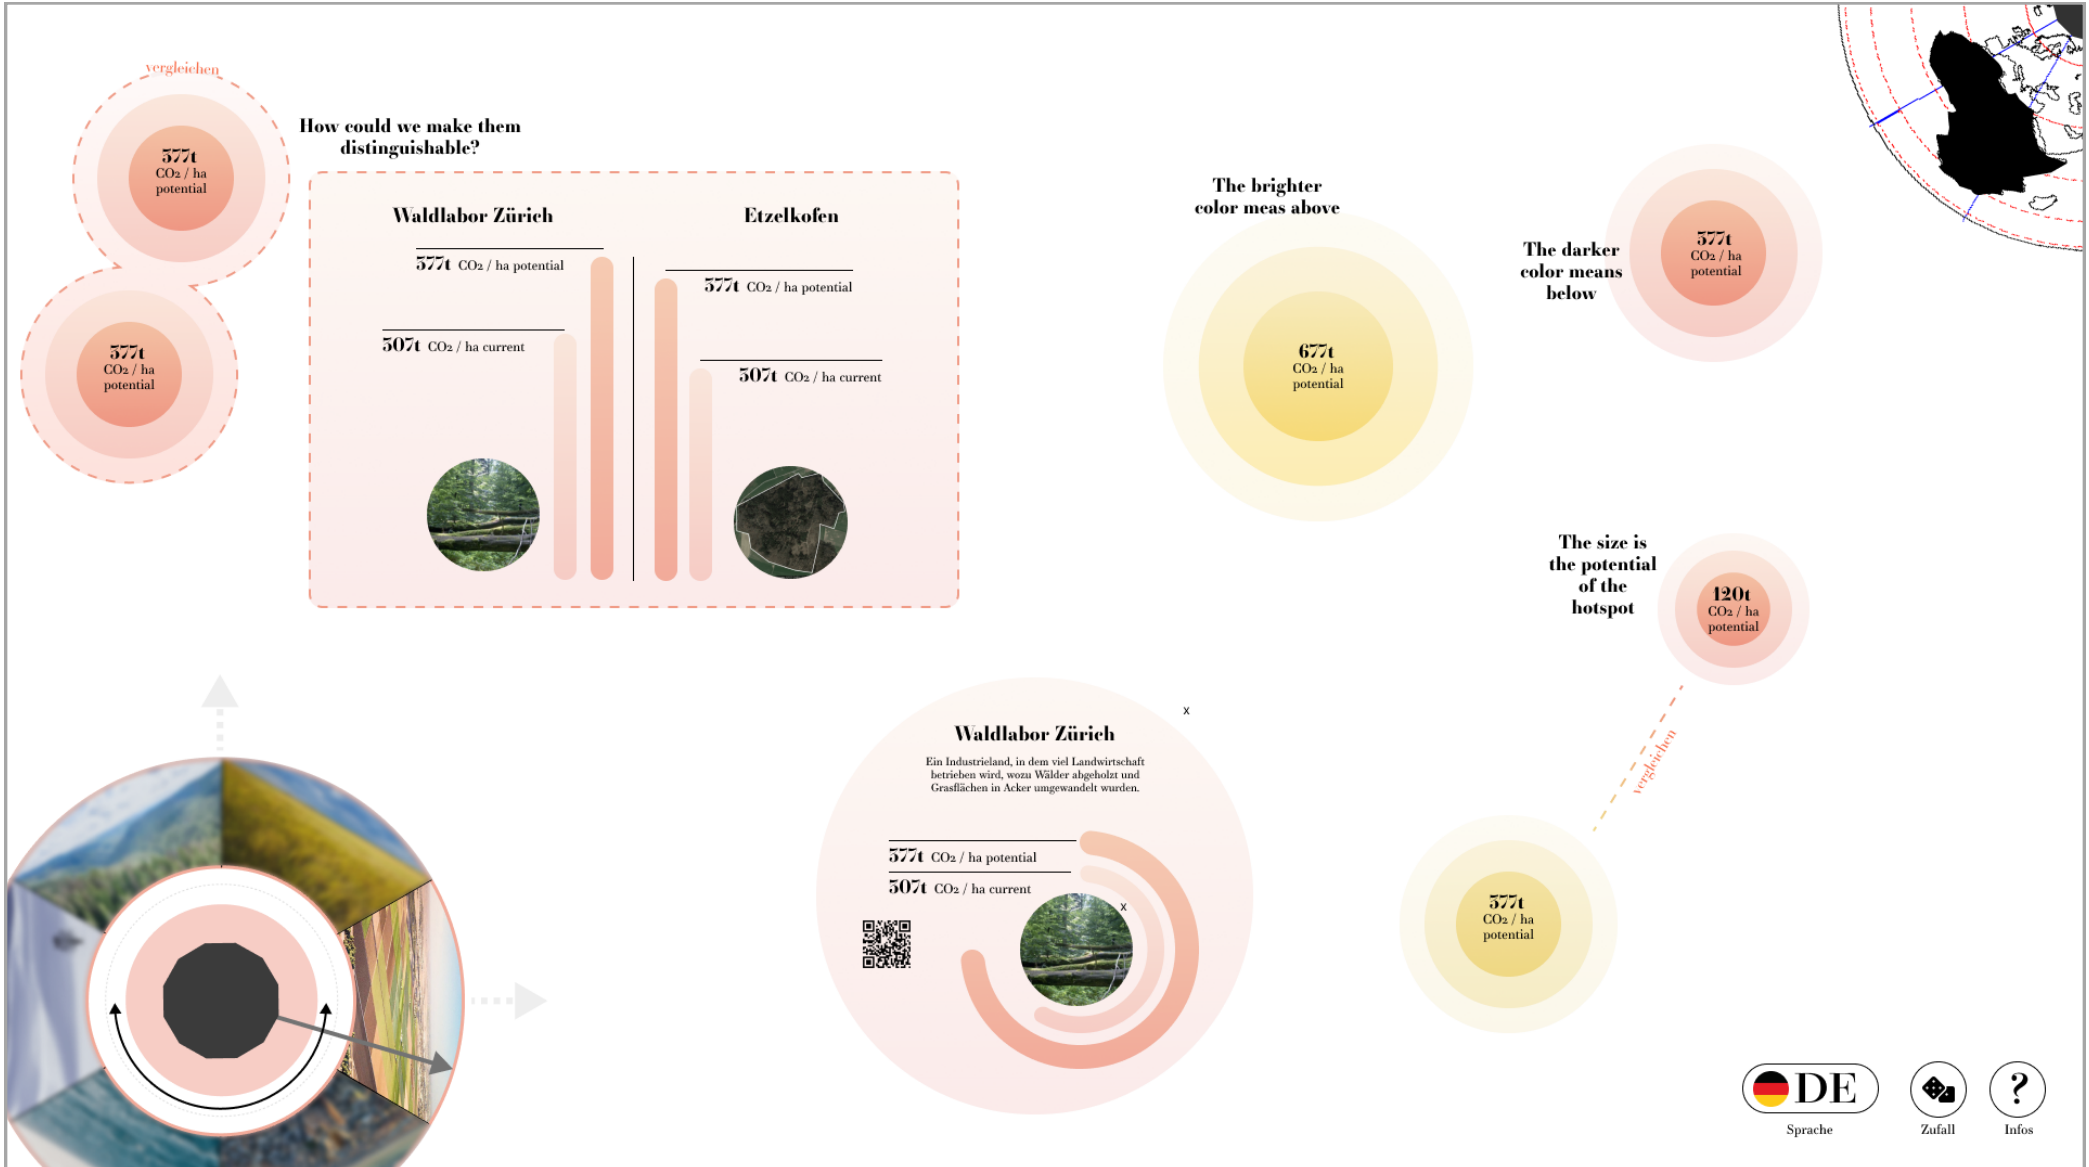 vergleichen
577t
CO2 / ha
potential
577t
CO2 / ha
potential
How could we make them
distinguishable?
Waldlabor Zürich
577t CO2 / ha potential
507t CO2 / ha current
Etzelkofen
577t CO2 / ha potential
507t CO2 / ha current
The brighter
color meas above
677t
CO2 / ha
potential
The darker
color means
below
577t
CO2 / ha
potential
The size is
the potential
of the
hotspot
120t
CO2 / ha
potential
vergleichen
577t
CO2 / ha
potential
x
Waldlabor Zürich
Ein Industrieland, in dem viel Landwirtschaft
betrieben wird, wozu Wälder abgeholzt und
Grasflächen in Acker umgewandelt wurden.
577t CO2 / ha potential
507t CO2 / ha current
x
DE
Sprache
Zufall
?
Infos